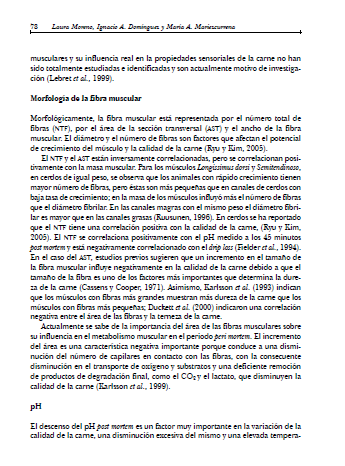 78 Laura Moreno, Ignacio A. Domínguez y María A. Mariezcurrena
musculares y su influencia real en la propiedades sensoriales de la carne no han
sido totalmente estudiadas e identificadas y son actualmente motivo de investiga-
ción (Lebret et al., 1999).
Morfología de la fibra muscular
Morfológicamente, la fibra muscular está representada por el número total de
fibras (NTF), por el área de la sección transversal (AST) y el ancho de la fibra
muscular. El diámetro y el número de fibras son factores que afectan el potencial
de crecimiento del músculo y la calidad de la carne (Ryu y Kim, 2005).
El NTF y el AST están inversamente correlacionadas, pero se correlacionan posi-
tivamente con la masa muscular. Para los músculos Longissimus dorsi y Semitendinoso,
en cerdos de igual peso, se observa que los animales con rápido crecimiento tienen
mayor número de fibras, pero éstas son más pequeñas que en canales de cerdos con
baja tasa de crecimiento; en la masa de los músculos influyó más el número de fibras
que el diámetro fibrilar. En las canales magras con el mismo peso el diámetro fibri-
lar es mayor que en las canales grasas (Ruusunen, 1996). En cerdos se ha reportado
que el NTF tiene una correlación positiva con la calidad de la carne, (Ryu y Kim,
2005). El NTF se correlaciona positivamente con el pH medido a los 45 minutos
post mortem y está negativamente correlacionado con el drip loss (Fielder et al., 1994).
En el caso del AST, estudios previos sugieren que un incremento en el tamaño de
la fibra muscular influye negativamente en la calidad de la carne debido a que el
tamaño de la fibra es uno de los factores más importantes que determina la dure-
za de la carne (Cassens y Cooper, 1971). Asimismo, Karlsson et al. (1993) indican
que los músculos con fibras más grandes muestran más dureza de la carne que los
músculos con fibras más pequeñas; Duckett et al. (2000) indicaron una correlación
negativa entre el área de las fibras y la terneza de la carne.
Actualmente se sabe de la importancia del área de las fibras musculares sobre
su influencia en el metabolismo muscular en el periodo peri mortem. El incremento
del área es una característica negativa importante porque conduce a una dismi-
nución del número de capilares en contacto con las fibras, con la consecuente
disminución en el transporte de oxígeno y substratos y una deficiente remoción
de productos de degradación final, como el CO2 y el lactato, que disminuyen la
calidad de la carne (Karlsson et al., 1999).
pH
El descenso del pH post mortem es un factor muy importante en la variación de la
calidad de la carne, una disminución excesiva del mismo y una elevada tempera-